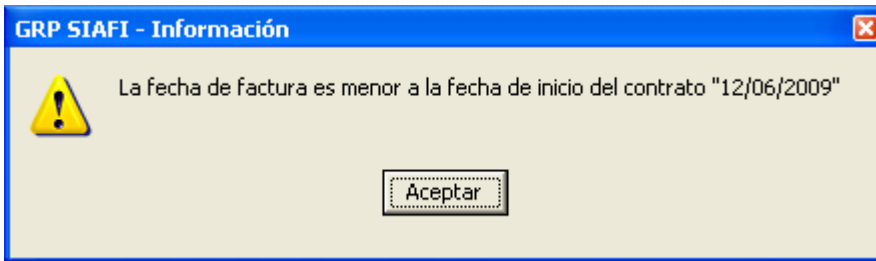 GRP SIAFI - Información
La fecha de factura es menor a la fecha de inicio del contrato "12/06/2009"
Aceptar